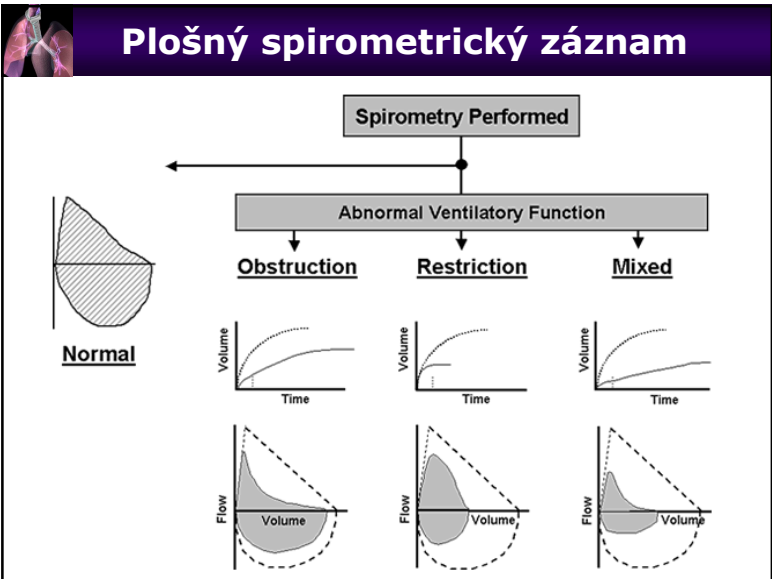 Plošný spirometrický záznam
Spirometry Performed
Abnormal Ventilatory Function
Obstruction Restriction Mixed
Normal
Volume
Time
Volume
Time
Volume
Time
Flow
Volume
Flow
Volume
Flow
Volume